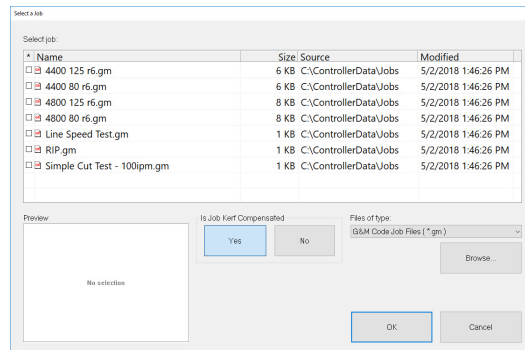 Select a Job
Select job:
* Name Size Source Modified
4400 125 r6.gm 6 KB C:\ControllerData\Jobs 5/2/2018 1:46:26 PM
4400 80 r6.gm 6 KB C:\ControllerData\Jobs 5/2/2018 1:46:26 PM
4800 125 r6.gm 8 KB C:\ControllerData\Jobs 5/2/2018 1:46:26 PM
4800 80 r6.gm 8 KB C:\ControllerData\Jobs 5/2/2018 1:46:26 PM
Line Speed Test.gm 1 KB C:\ControllerData\Jobs 5/2/2018 1:46:26 PM
RIP.gm 1 KB C:\ControllerData\Jobs 5/2/2018 1:46:26 PM
Simple Cut Test - 100ipm.gm 1 KB C:\ControllerData\Jobs 5/2/2018 1:46:26 PM
Preview Is Job Kerf Compensated Files of type:
Yes No G&M Code Job Files ( *.gm )
Browse...
No selection
OK Cancel